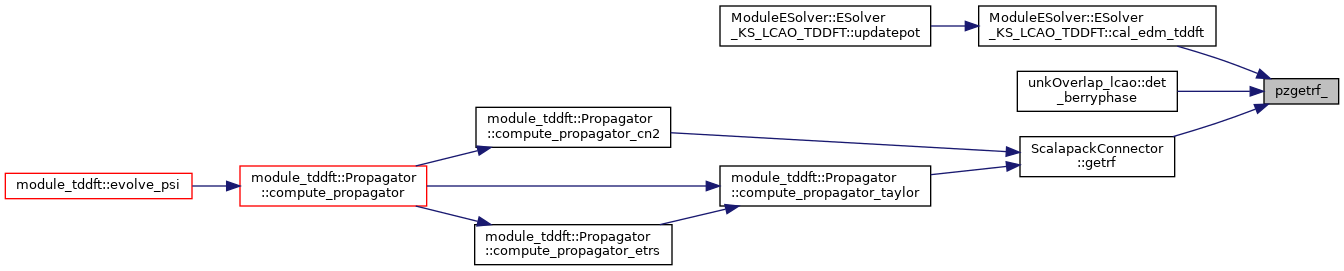 ModuleESolver::ESolver
_KS_LCAO_TDDFT::updatepot
ModuleESolver::ESolver
_KS_LCAO_TDDFT::cal_edm_tddft
unkOverlap_lcao::det
_berryphase
pzgetrf_
module_tddft::Propagator
::compute_propagator_cn2
ScalapackConnector
::getrf
module_tddft::evolve_psi
module_tddft::Propagator
::compute_propagator
module_tddft::Propagator
::compute_propagator_taylor
module_tddft::Propagator
::compute_propagator_etrs